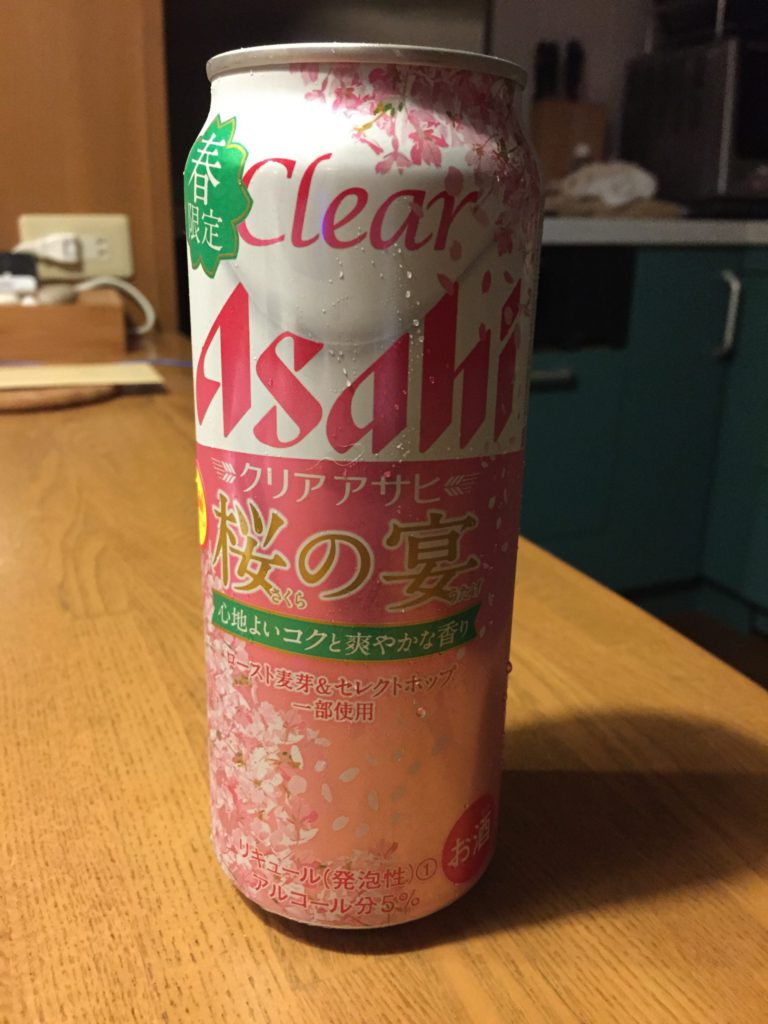 春
限定
Clear
Asahi
クリア アサヒ
桜の宴
さくら うたげ
心地よいコクと爽やかな香り
ロースト麦芽&セレクトホップ
一部使用
お酒
リキュール(発泡性)①
アルコール分5%